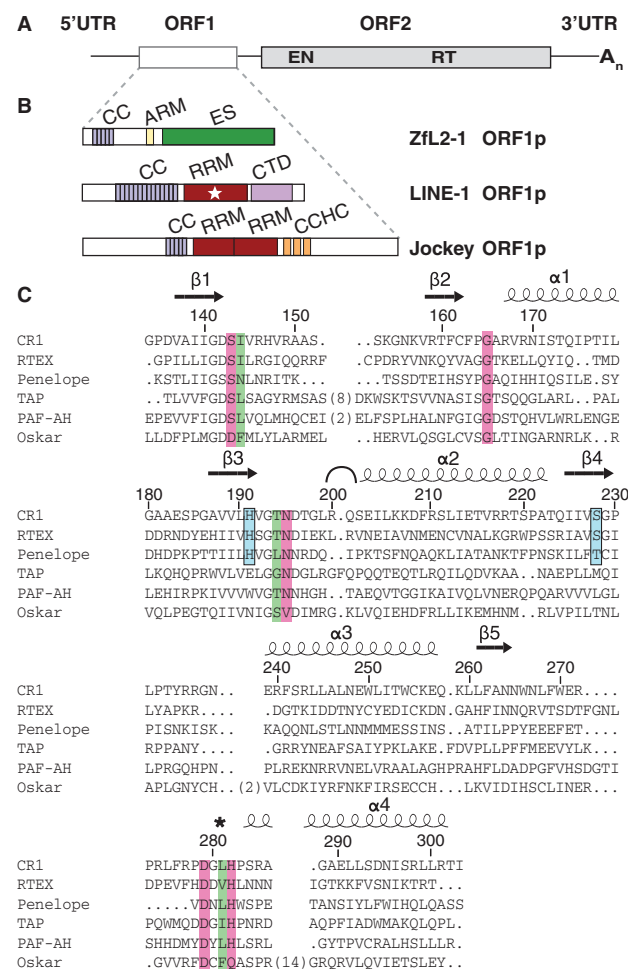 A 5'UTR ORF1 ORF2 3'UTR
EN RT An
B
CC ARM ES
ZfL2-1 ORF1p
CC RRM CTD
LINE-1 ORF1p
CC RRM RRM CCHC
Jockey ORF1p
C β1 β2 α1
140 150 160 170
CR1 GPDVAIIGDSIVRHVRAAS. ..SKGNKVRTFCFPGARVRNISTQIPTIL
RTEX GPILLIGDSILRGIQQRRF ..CPDRYVNKQYVAGGTKELLQYIQ.TMD
Penelope .KSTLIIGSSNLNRITK... ...TSSDTEIHSYPGAQIHHIQSILE.SY
TAP ..TLVVFGDSLSAGYRMSAS(8)DKWSKTSVVNASISGTTSQQGLARL.PAL
PAF-AH EPEVVFIGDSLVQLMHQCEI(2)ELFSPLHALNFGIGGDSTQHVLWRLENGE
Oskar LLDFPLMGDDFMLYLARMEL ..HERVLQSGLCVSGLTINGARNRLK..R
β3 α2 β4
180 190 200 210 220 230
CR1 GAAESPGAVVLHVGTNDTGLR.QSEILKKDFRSLIETVRRTSPATQIIVSGP
RTEX DDRNDYEHIIVHSGTNDIEKL.RVNEIAVNMENCVNALKGRWPSSRIAVSGI
Penelope DHDPKPTTIILHVGLNNRDQ..IPKTSFNQAQKLIATANKTFPNSKILFTCI
TAP LKQHQPRWVLVELGGNDGLRGFQPQQTEQTLRQILQDVKAA..NAEPLLMQI
PAF-AH LEHIRPKIVVVWVGTNNHGH..TAEQVTGGIKAIVQLVNERQPQARVVVLGL
Oskar VQLPEGTQIIVNIGSVDIMRG.KLVQIEHDFRLLIKEMHNM..RLVPILTNL
α3 β5
240 250 260 270
CR1 LPTYRRGN.. ERFSRLLALNEWLITWCKEQ.KLLFANNWNLFWER....
RTEX LYAPKR.... .DGTKIDDTNYCYEDICKDN.GAHFINNQRVTSDTFGNL
Penelope PISNKISK.. KAQQNLSTLNNMMMESSINS..ATILPPYEEEFET....
TAP RPPANY.... .GRRYNEAFSAIYPKLAKE.FDVPLLPFFMEEVYLK...
PAF-AH LPRGQHPN.. PLREKNRRVNELVRAALAGHPRAHFLDADPGFVHSDGTI
Oskar APLGNYCH..(2)VLCDKIYRFNKFIRSECCH..LKVIDIHSCLINER...
* α4
280 290 300
CR1 PRLFRPDGLHPSRA .GAELLSDNISRLLRTI
RTEX DPEVFHDDVHLNNN IGTKKFVSNIKTRT...
Penelope .....VDNLHWSPE TANSIYLFWIHQLQASS
TAP PQWMQDDGIHPNRD AQPFIADWMAKQLQPL.
PAF-AH SHHDMYDYLHLSRL .GYTPVCRALHSLLLR.
Oskar .GVVRFDCFQASPR(14)GRQRVLQVIETSLEY..